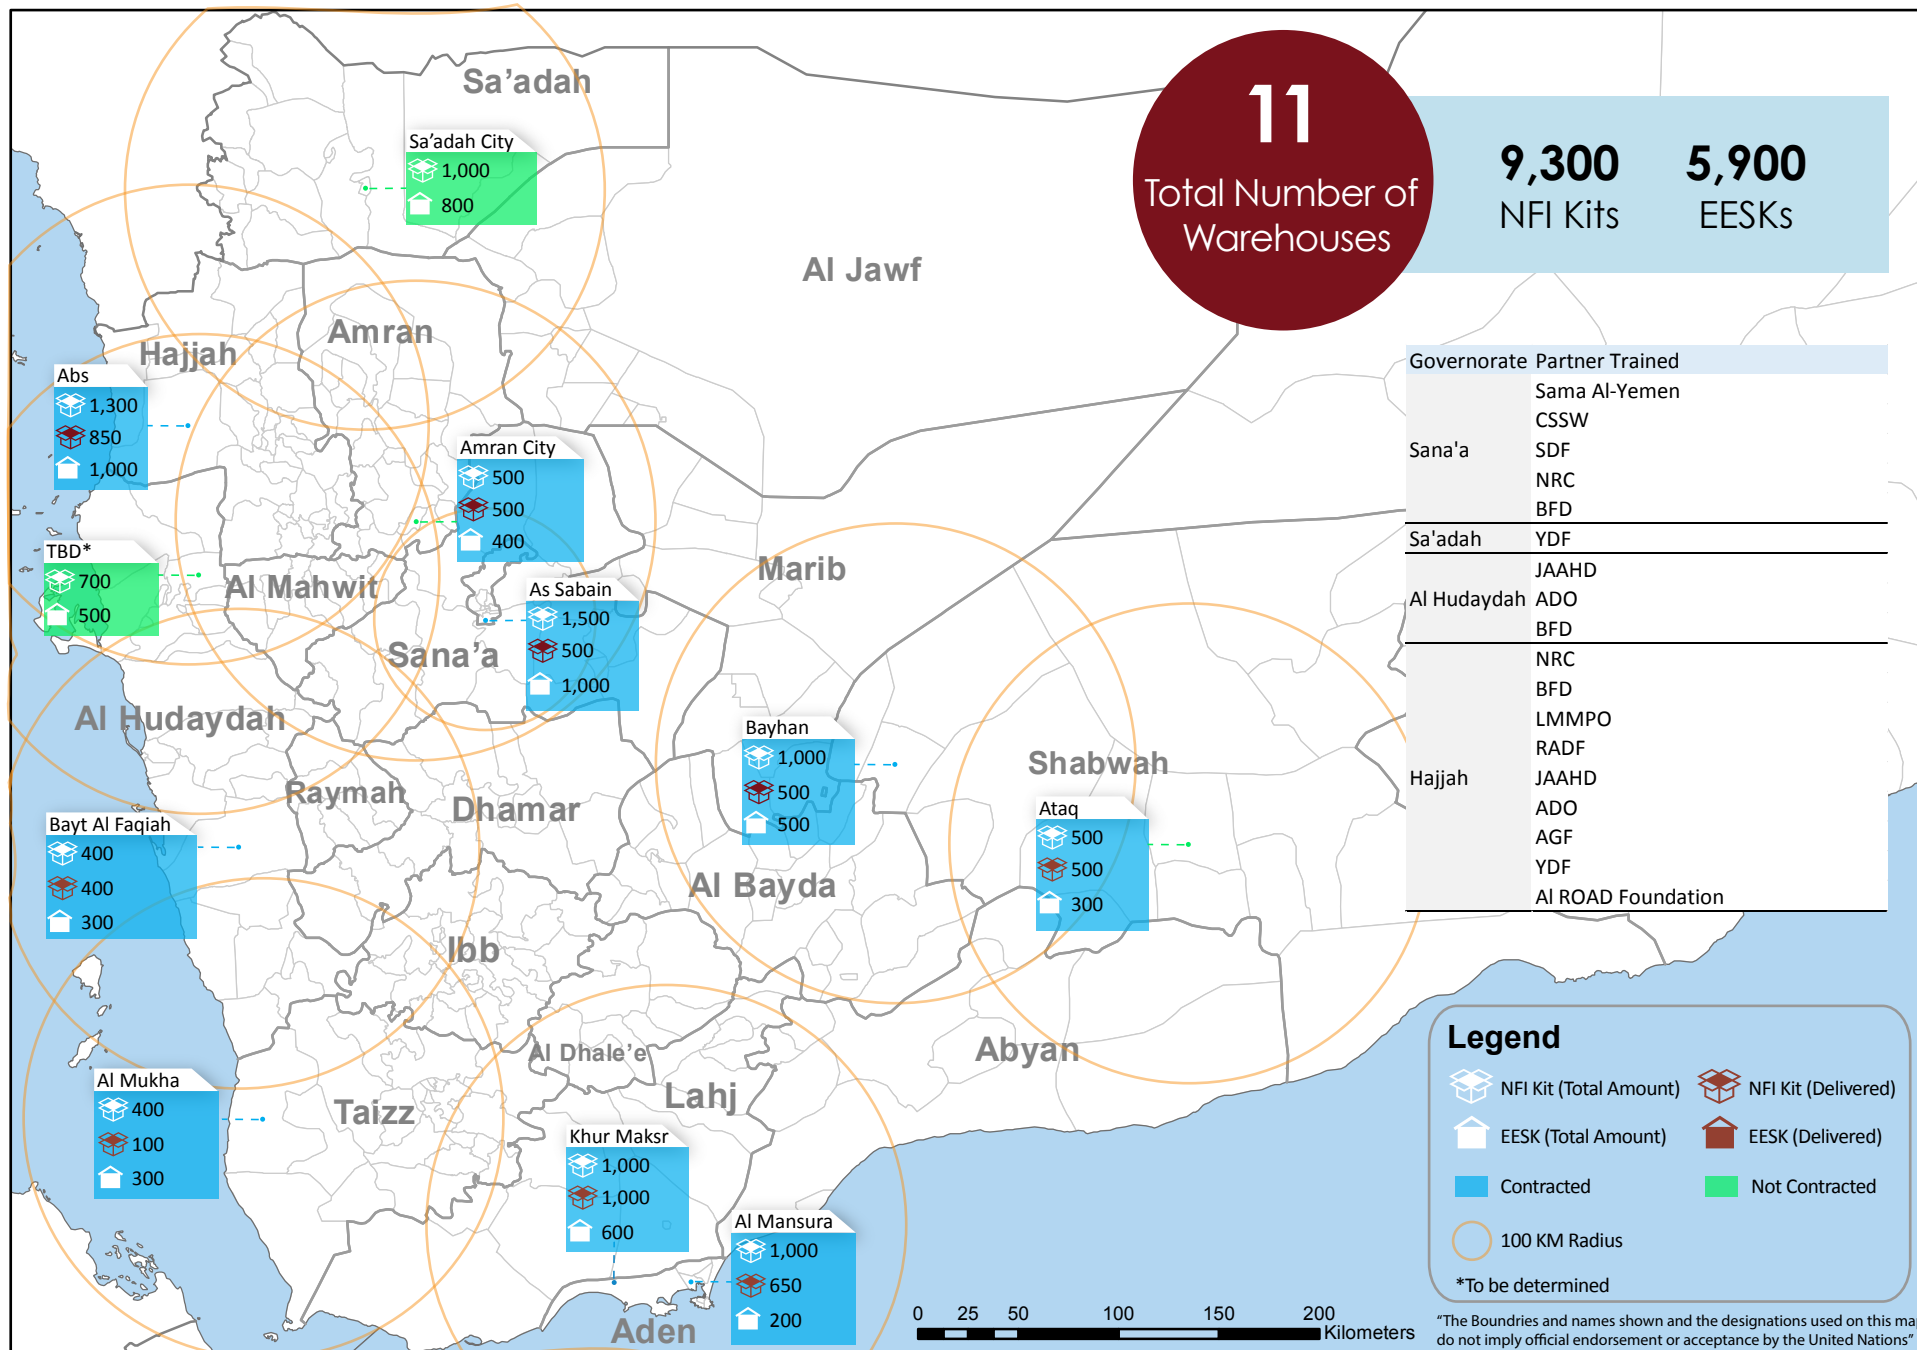 11
Total Number of
Warehouses
9,300
NFI Kits
5,900
EESKs
Sa’adah
Sa’adah City
1,000
800
Al Jawf
Amran
Hajjah
Abs
1,300
850
1,000
Amran City
500
500
400
TBD*
700
500
Al Mahwit
Marib
As Sabain
1,500
500
1,000
Sana’a
Al Hudaydah
Bayhan
1,000
500
500
Shabwah
Raymah
Dhamar
Ataq
500
500
300
Bayt Al Faqiah
400
400
300
Al Bayda
Ibb
Al Dhale’e
Abyan
Al Mukha
400
100
300
Taizz
Lahj
Khur Maksr
1,000
1,000
600
Al Mansura
1,000
650
200
Aden
Governorate Partner Trained
Sama Al-Yemen
CSSW
Sana'a SDF
NRC
BFD
Sa'adah YDF
JAAHD
Al Hudaydah ADO
BFD
NRC
BFD
LMMPO
RADF
Hajjah JAAHD
ADO
AGF
YDF
Al ROAD Foundation
Legend
NFI Kit (Total Amount) NFI Kit (Delivered)
EESK (Total Amount) EESK (Delivered)
Contracted Not Contracted
100 KM Radius
*To be determined
0 25 50 100 150 200
Kilometers
"The Boundries and names shown and the designations used on this ma
do not imply official endorsement or acceptance by the United Nations"